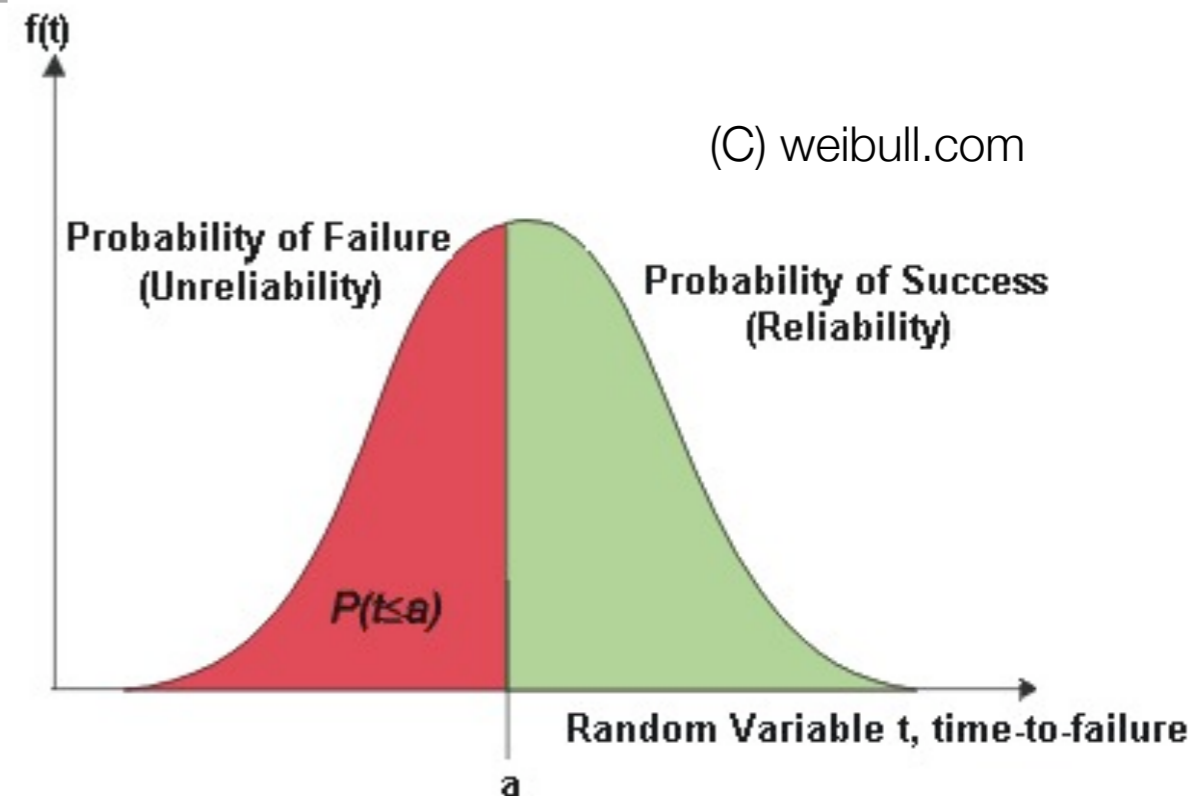 f(t)
(C) weibull.com
Probability of Failure
(Unreliability)
Probability of Success
(Reliability)
P(t≤a)
Random Variable t, time-to-failure
a